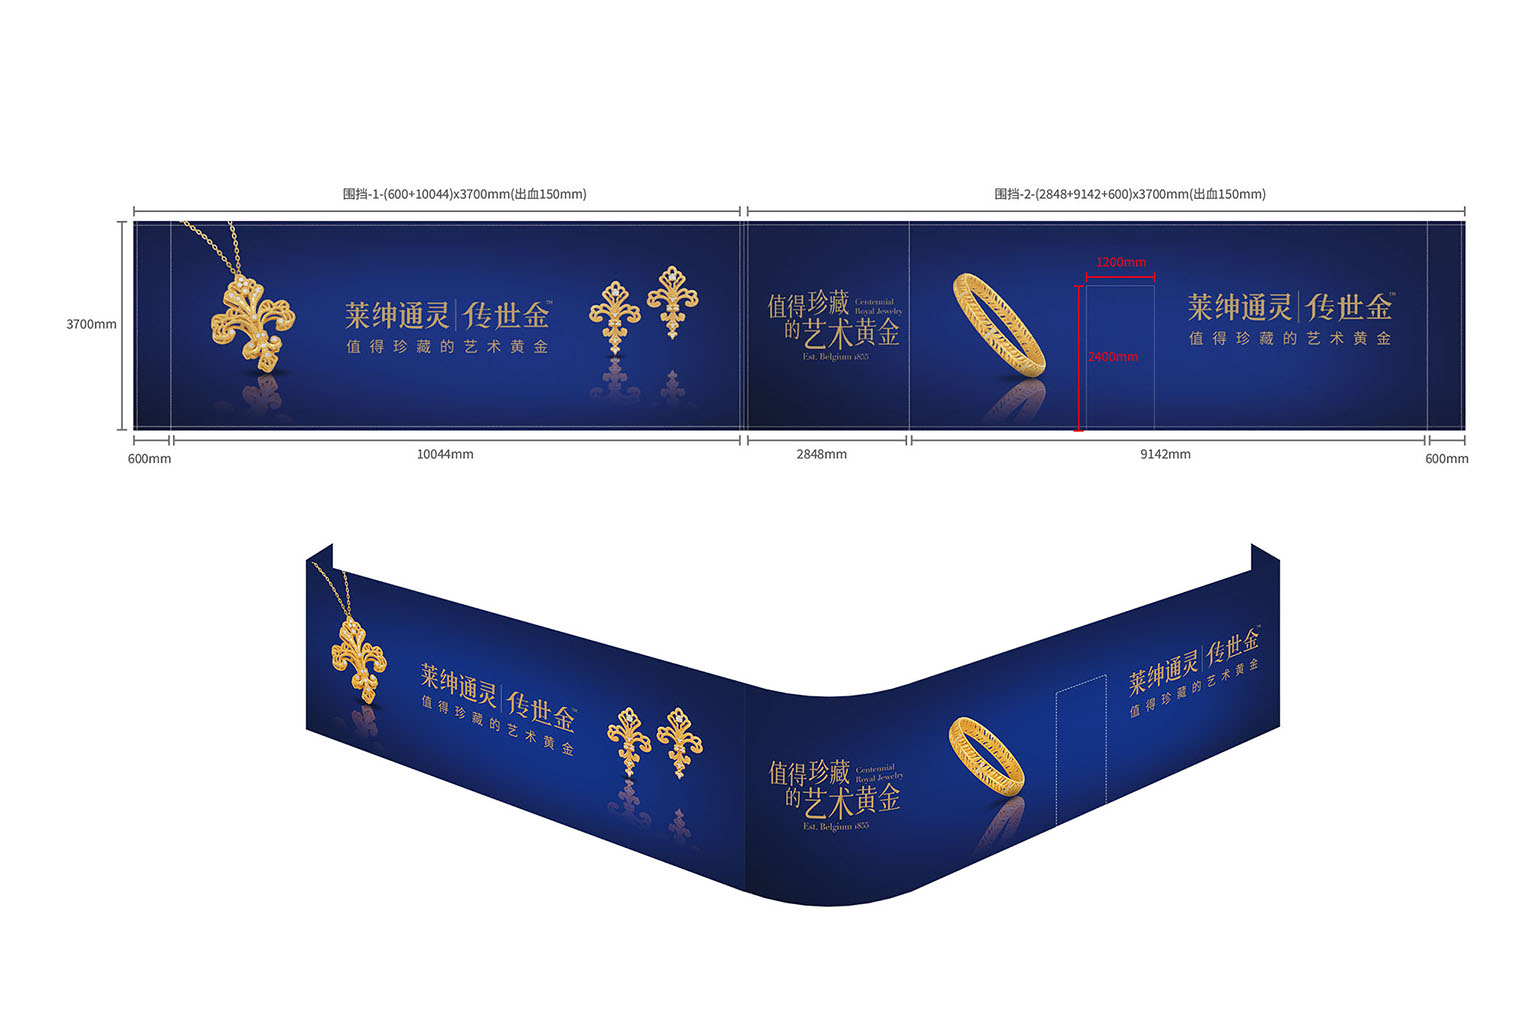 围挡-1-(600+10044)x3700mm(出血150mm)
围挡-2-(2848+9142+600)x3700mm(出血150mm)
3700mm
莱绅通灵|传世金™
值得珍藏的艺术黄金
值得珍藏
的艺术黄金
Centennial
Royal Jewelry
Est. Belgium 1855
1200mm
2400mm
莱绅通灵|传世金™
值得珍藏的艺术黄金
600mm
10044mm
2848mm
9142mm
600mm
莱绅通灵|传世金™
值得珍藏的艺术黄金
值得珍藏
的艺术黄金
Centennial
Royal Jewelry
Est. Belgium 1855
莱绅通灵|传世金™
值得珍藏的艺术黄金